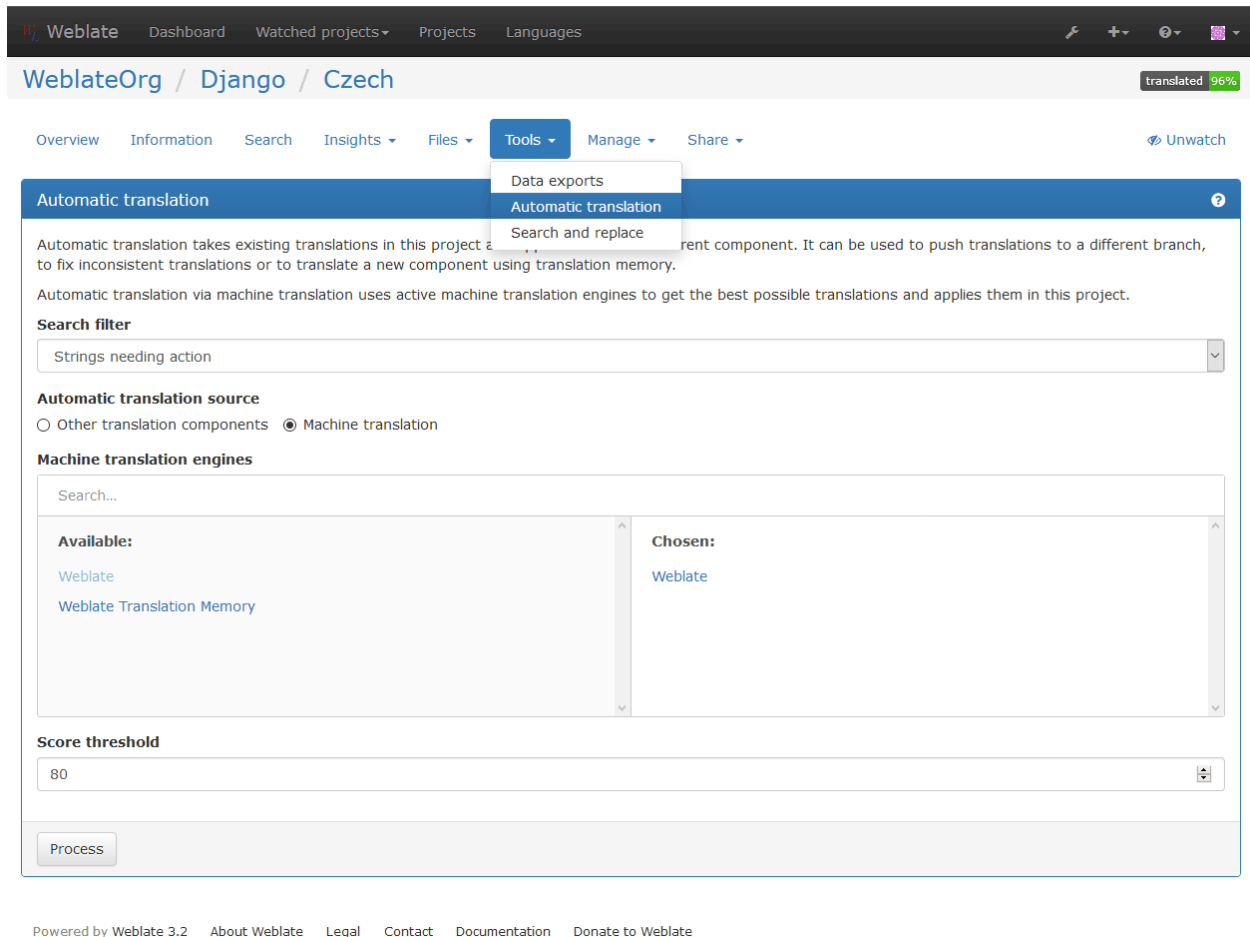 Weblate Dashboard Watched projects Projects Languages
WeblateOrg / Django / Czech translated 96%
Overview Information Search Insights Files Tools Manage Share Unwatch
Data exports
Automatic translation
Search and replace
Automatic translation
Automatic translation takes existing translations in this project a rent component. It can be used to push translations to a different branch,
to fix inconsistent translations or to translate a new component using translation memory.
Automatic translation via machine translation uses active machine translation engines to get the best possible translations and applies them in this project.
Search filter
Strings needing action
Automatic translation source
Other translation components Machine translation
Machine translation engines
Search...
Available:
Weblate
Weblate Translation Memory
Chosen:
Weblate
Score threshold
80
Process
Powered by Weblate 3.2 About Weblate Legal Contact Documentation Donate to Weblate